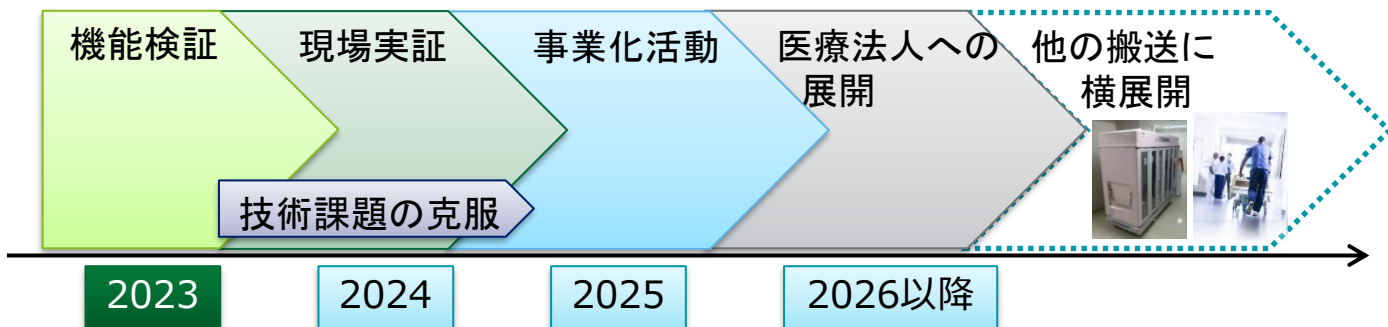 機能検証
現場実証
事業化活動
医療法人への
展開
他の搬送に
横展開
技術課題の克服
2023
2024
2025
2026以降